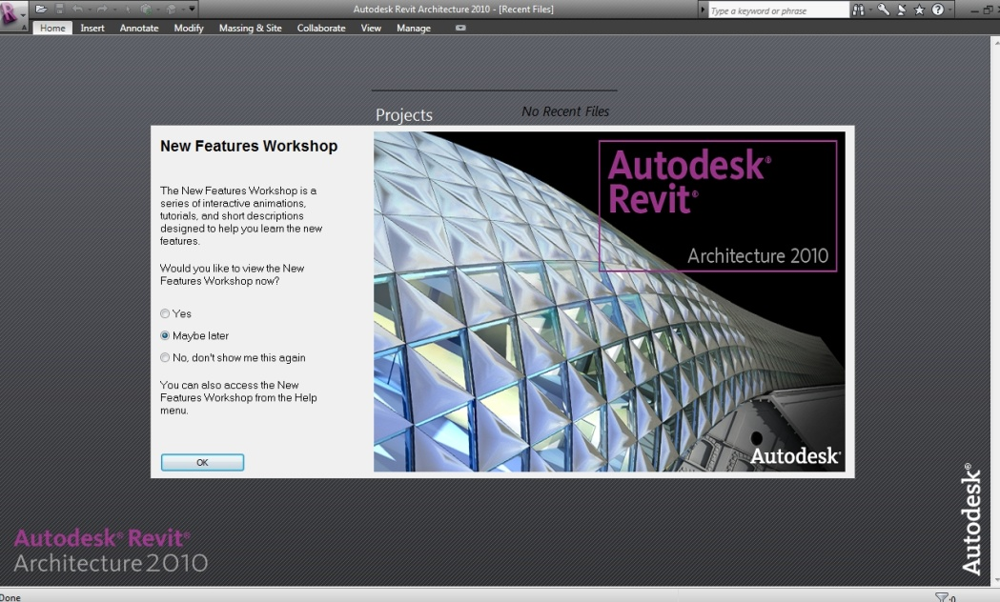 Autodesk Revit Architecture 2010 - [Recent Files]
Type a keyword or phrase
Home Insert Annotate Modify Massing & Site Collaborate View Manage
Projects
No Recent Files
New Features Workshop
The New Features Workshop is a
series of interactive animations,
tutorials, and short descriptions
designed to help you learn the new
features.
Would you like to view the New
Features Workshop now?
Yes
Maybe later
No, don't show me this again
You can also access the New
Features Workshop from the Help
menu.
OK
Autodesk®
Revit®
Architecture 2010
Autodesk®
Autodesk® Revit®
Architecture 2010
Autodesk®
Done
:0